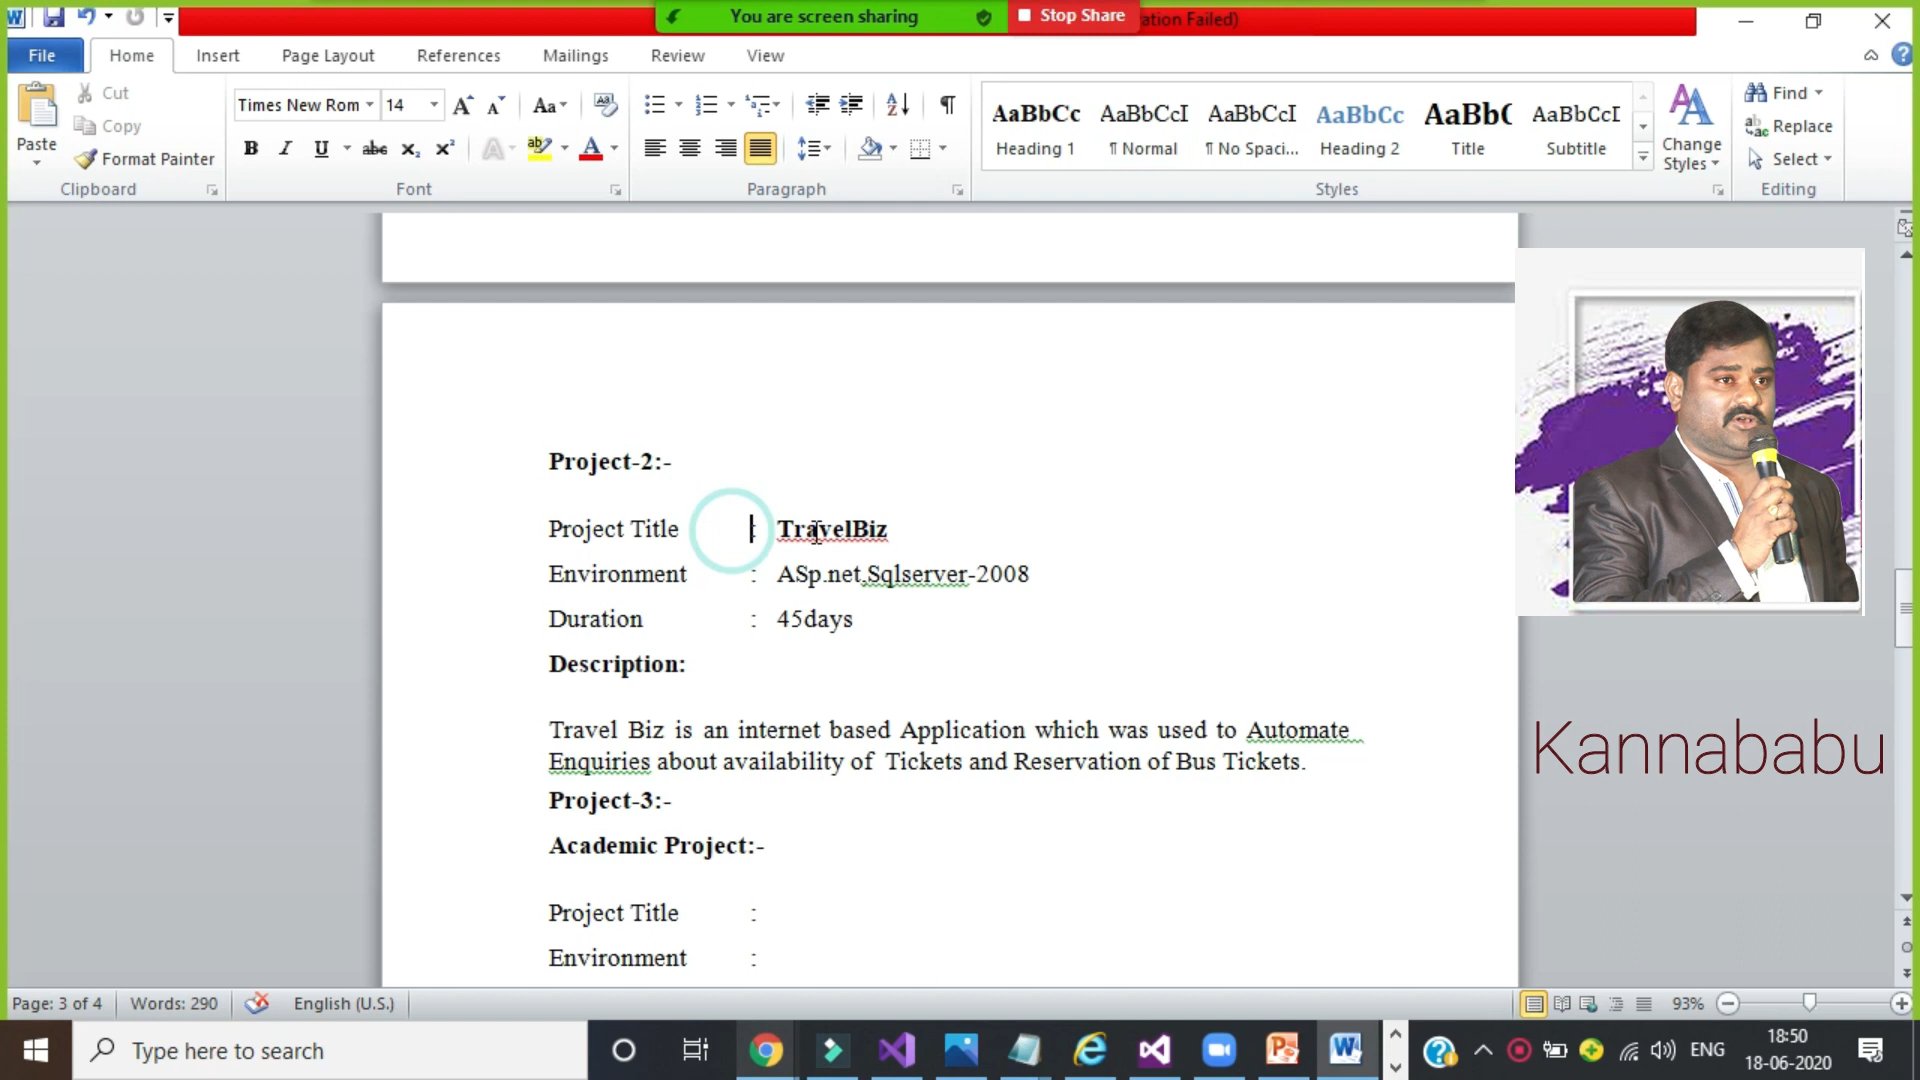 You are screen sharing
Stop Share
ation Failed)
File
Home
Insert
Page Layout
References
Mailings
Review
View
Paste
Cut
Copy
Format Painter
Clipboard
Times New Rom
14
Font
Paragraph
AaBbCc
AaBbCcI
AaBbCcI
AaBbCc
AaBb(
AaBbCcI
Heading 1
¶ Normal
¶ No Spaci...
Heading 2
Title
Subtitle
Styles
Change
Styles
Find
Replace
Select
Editing
Project-2:-
Project Title : TravelBiz
Environment : ASp.net,Sqlserver-2008
Duration : 45days
Description:
Travel Biz is an internet based Application which was used to Automate
Enquiries about availability of Tickets and Reservation of Bus Tickets.
Project-3:-
Academic Project:-
Project Title :
Environment :
Kannababu
Page: 3 of 4
Words: 290
English (U.S.)
93%
Type here to search
ENG
18:50
18-06-2020